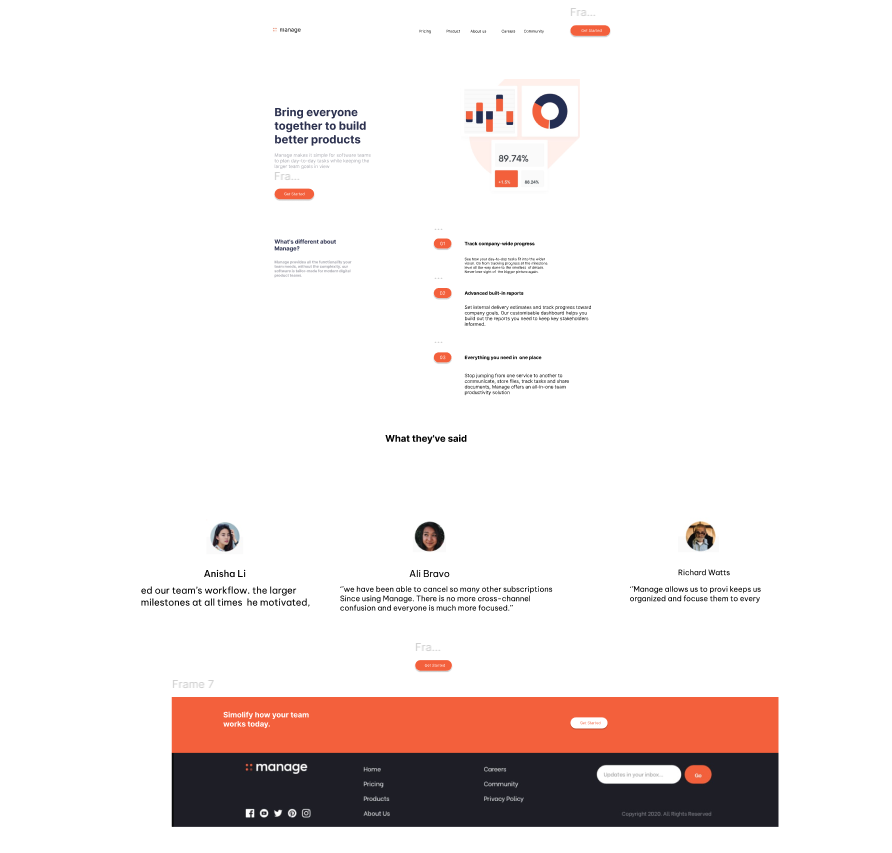 Fra...
manage
Pricing
Product
About us
Careers
Community
Get Started
Bring everyone
together to build
better products
Manage makes it simple for software teams
to plan day-to-day tasks while keeping the
larger team goals in view
Fra...
Get Started
89.74%
+1.5%
88.24%
What's different about
Manage?
Manage provides all the functionality your
team needs, without the complexity, our
software is tailor-made for modern digital
product teams
...
01
Track company-wide progress
See how your day-to-day tasks fit into the wider
vision. Go from tracking progress at the milestone
level all the way down to the smallest of details.
Never lose sight of the bigger picture again.
...
02
Advanced built-in reports
Set internal delivery estimates and track progress toward
company goals. Our customisable dashboard helps you
build out the reports you need to keep key stakeholders
informed.
...
03
Everything you need in one place
Stop jumping from one service to another to
communicate, store files, track tasks and share
documents, Manage offers an all-in-one team
productivity solution
What they've said
Anisha Li
ed our team's workflow. the larger
milestones at all times he motivated,
Ali Bravo
"we have been able to cancel so many other subscriptions
Since using Manage. There is no more cross-channel
confusion and everyone is much more focused."
Richard Watts
"Manage allows us to provi keeps us
organized and focuse them to every
Fra...
Get Started
Frame 7
Simolify how your team
works today.
Get Started
manage
Home
Pricing
Products
About Us
Careers
Community
Privacy Policy
Updates in your inbox...
Go
Copyright 2020. All Rights Reserved